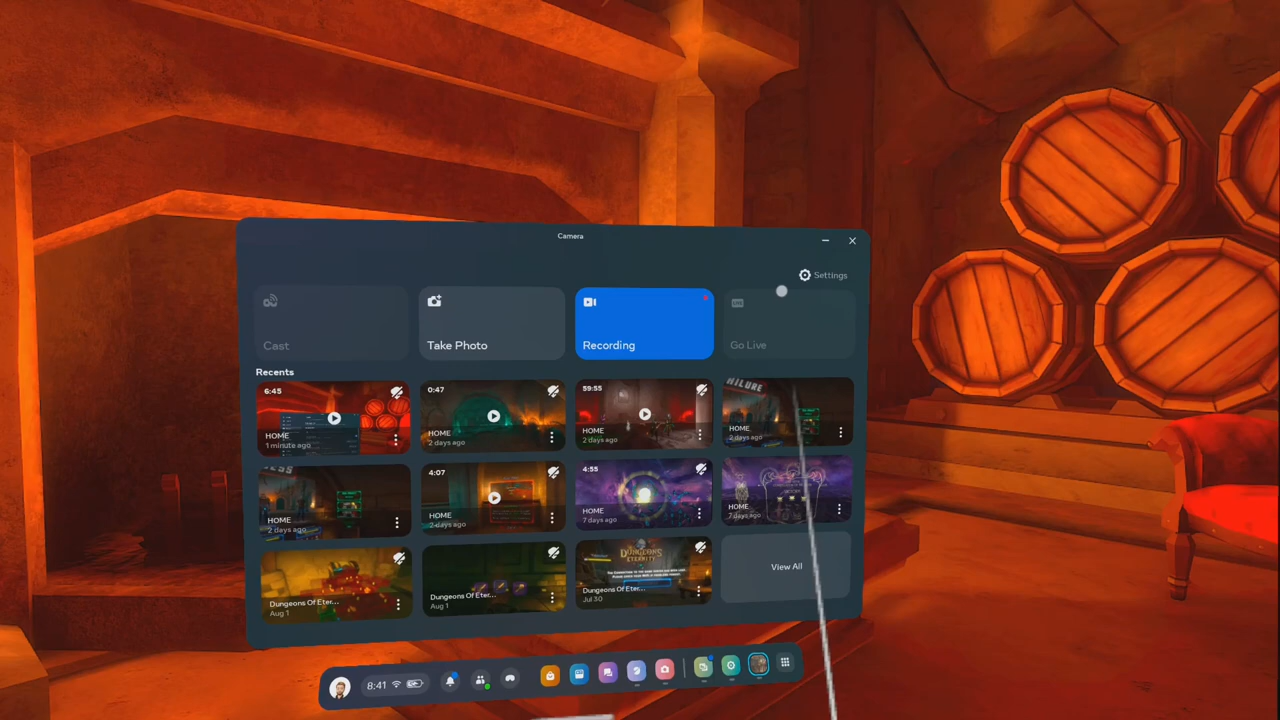 Camera
Settings
Cast
Take Photo
Recording
LIVE
Go Live
Recents
6:45
HOME
1 minute ago
0:47
HOME
2 days ago
59:55
HOME
2 days ago
HOME
2 days ago
HOME
2 days ago
4:07
HOME
2 days ago
4:55
HOME
7 days ago
HOME
7 days ago
Dungeons Of Eter...
Aug 1
Dungeons Of Eter...
Aug 1
DUNGEONS
ETERNITY
Dungeons Of Eter...
Jul 30
View All
8:41